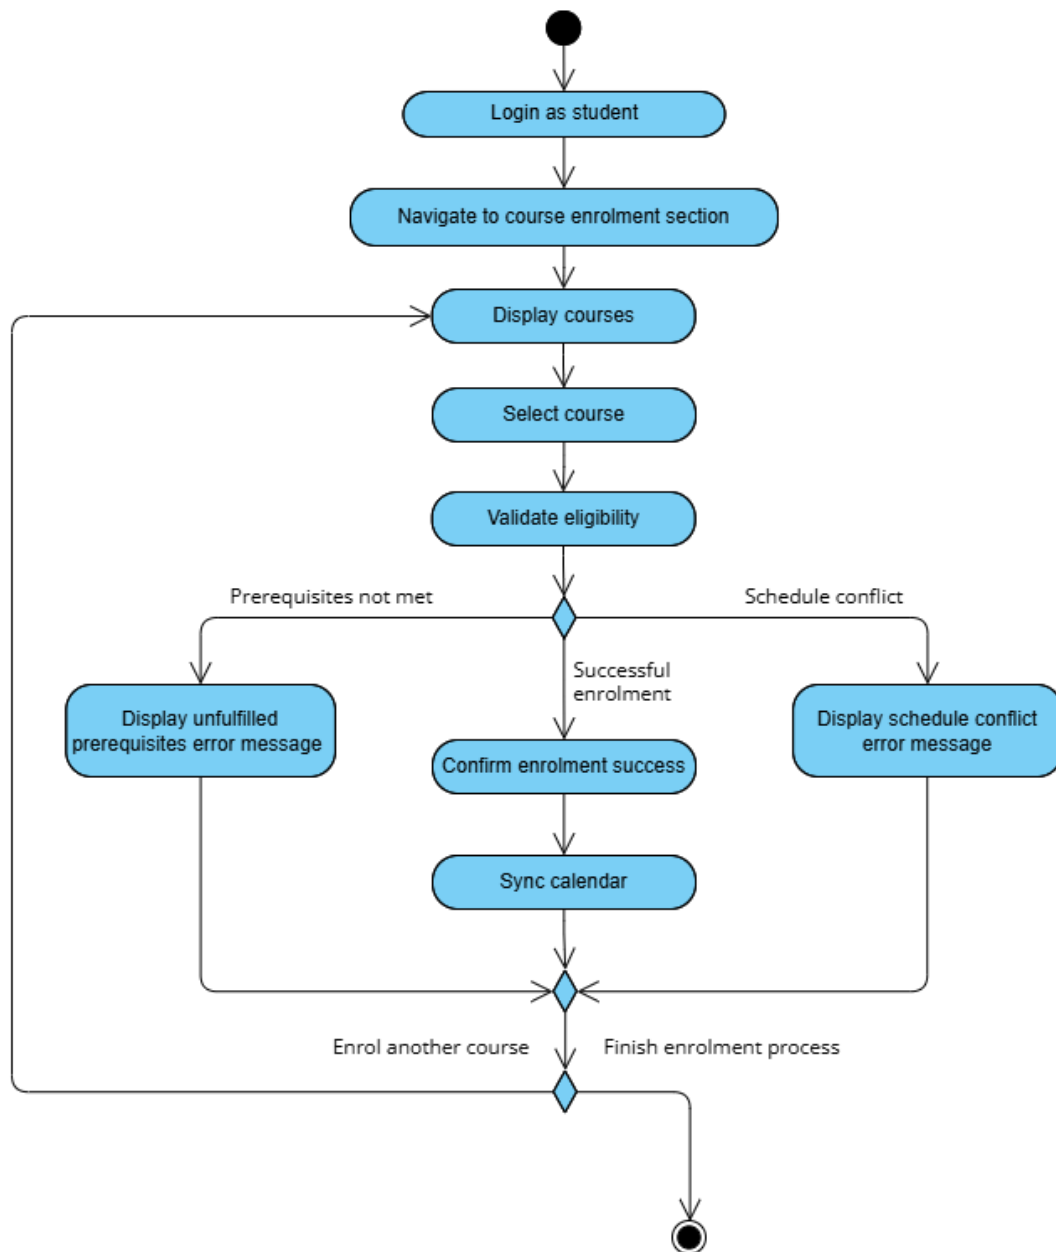 Login as student
Navigate to course enrolment section
Display courses
Select course
Validate eligibility
Prerequisites not met
Schedule conflict
Successful
enrolment
Display unfulfilled
prerequisites error message
Display schedule conflict
error message
Confirm enrolment success
Sync calendar
Enrol another course
Finish enrolment process